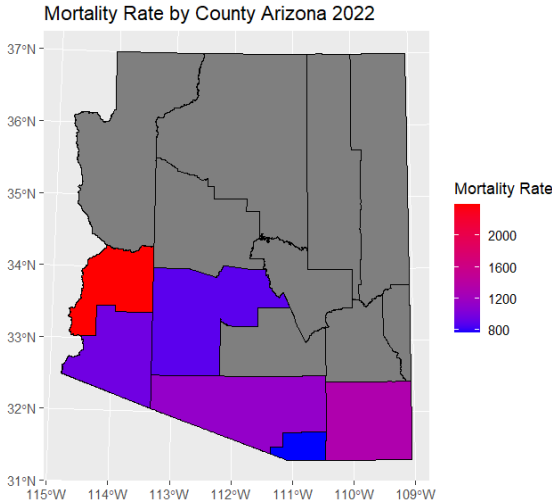 Mortality Rate by County Arizona 2022
37°N
36°N
35°N
34°N
33°N
32°N
31°N
115°W
114°W
113°W
112°W
111°W
110°W
109°W
Mortality Rate
2000
1600
1200
800